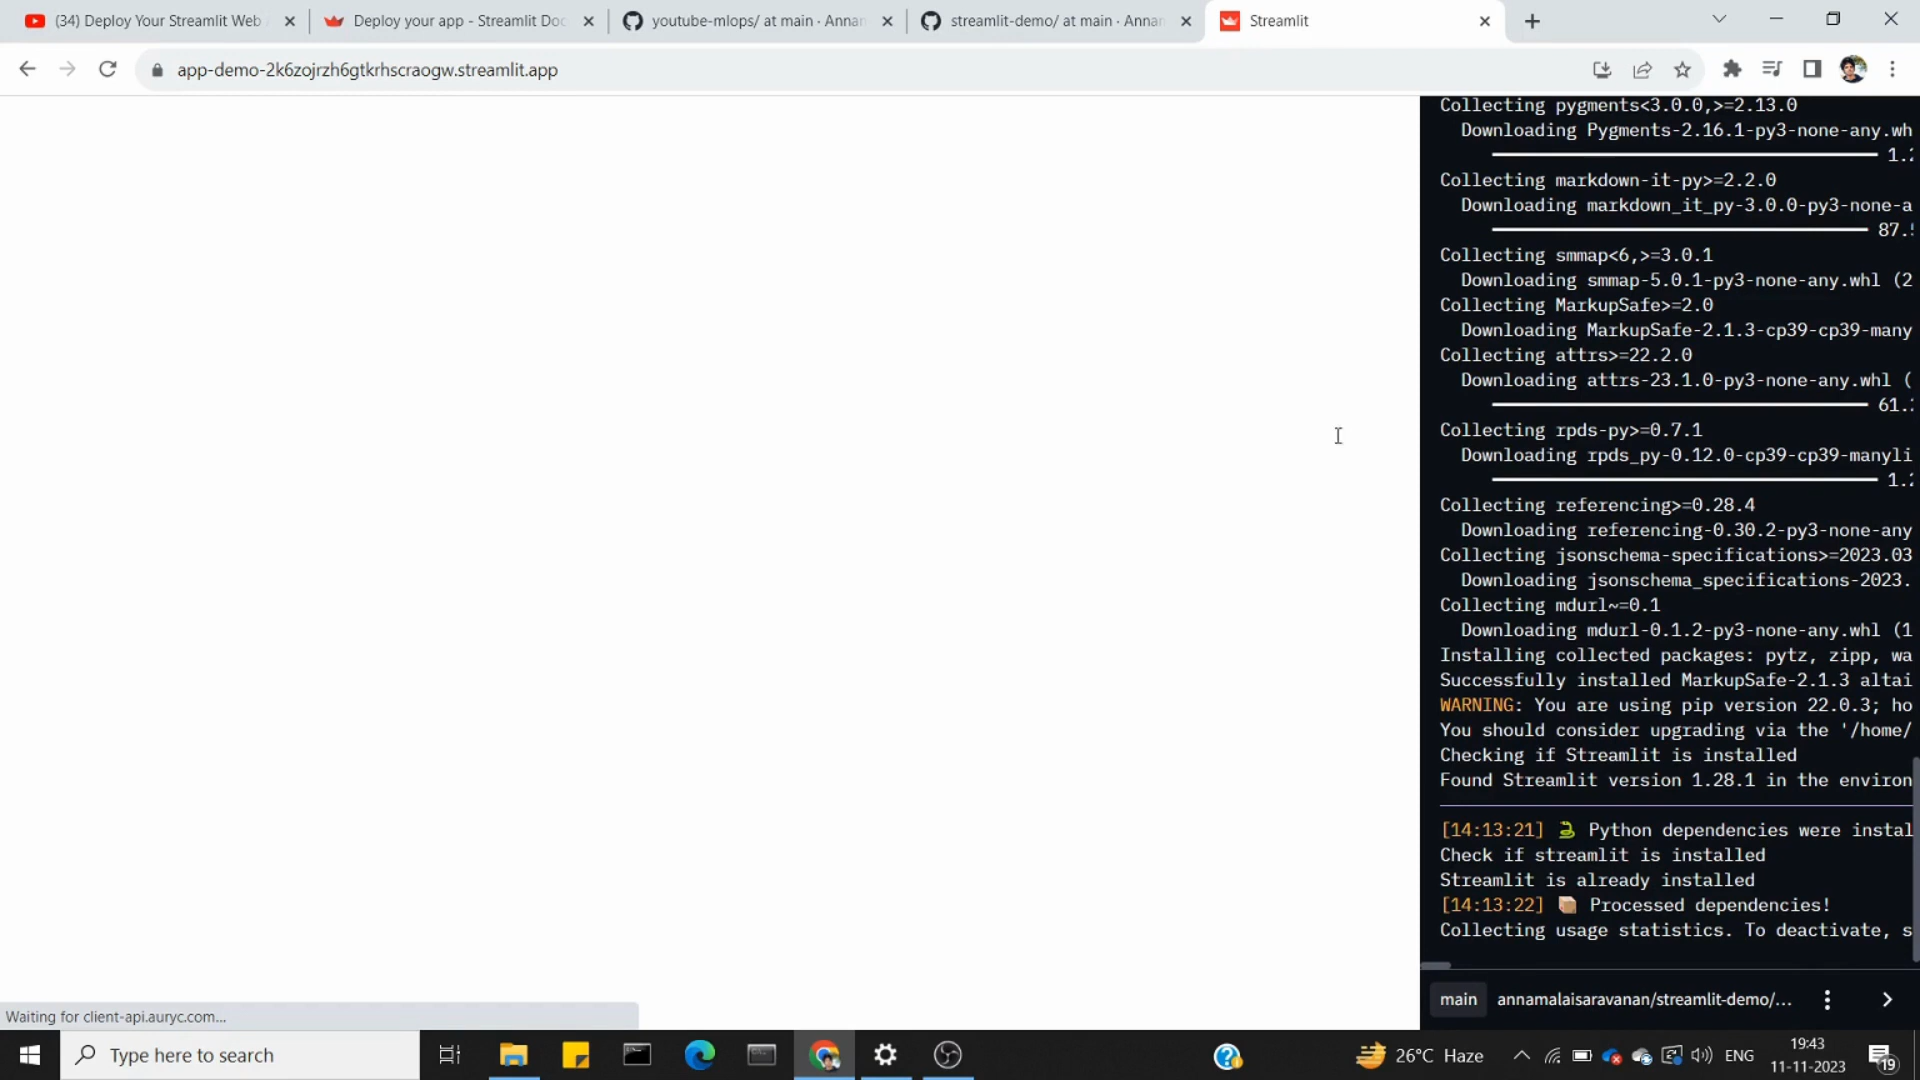 (34) Deploy Your Streamlit Web
Deploy your app - Streamlit Doc
youtube-mlops/ at main · Annan
streamlit-demo/ at main · Annan
Streamlit
app-demo-2k6zojrzh6gtkrhscraogw.streamlit.app
Collecting pygments<3.0.0,>=2.13.0
Downloading Pygments-2.16.1-py3-none-any.wh
1.2
Collecting markdown-it-py>=2.2.0
Downloading markdown_it_py-3.0.0-py3-none-a
87.5
Collecting smmap<6,>=3.0.1
Downloading smmap-5.0.1-py3-none-any.whl (2
Collecting MarkupSafe>=2.0
Downloading MarkupSafe-2.1.3-cp39-cp39-many
Collecting attrs>=22.2.0
Downloading attrs-23.1.0-py3-none-any.whl (
61.2
Collecting rpds-py>=0.7.1
Downloading rpds_py-0.12.0-cp39-cp39-manyli
1.2
Collecting referencing>=0.28.4
Downloading referencing-0.30.2-py3-none-any
Collecting jsonschema-specifications>=2023.03
Downloading jsonschema_specifications-2023.
Collecting mdurl~=0.1
Downloading mdurl-0.1.2-py3-none-any.whl (1
Installing collected packages: pytz, zipp, wa
Successfully installed MarkupSafe-2.1.3 altai
WARNING: You are using pip version 22.0.3; ho
You should consider upgrading via the '/home/
Checking if Streamlit is installed
Found Streamlit version 1.28.1 in the environ
[14:13:21] 🐍 Python dependencies were instal
Check if streamlit is installed
Streamlit is already installed
[14:13:22] 📦 Processed dependencies!
Collecting usage statistics. To deactivate, s
main annamalaisaravanan/streamlit-demo/...
Waiting for client-api.auryc.com...
Type here to search
26°C Haze
ENG
19:43
11-11-2023
19